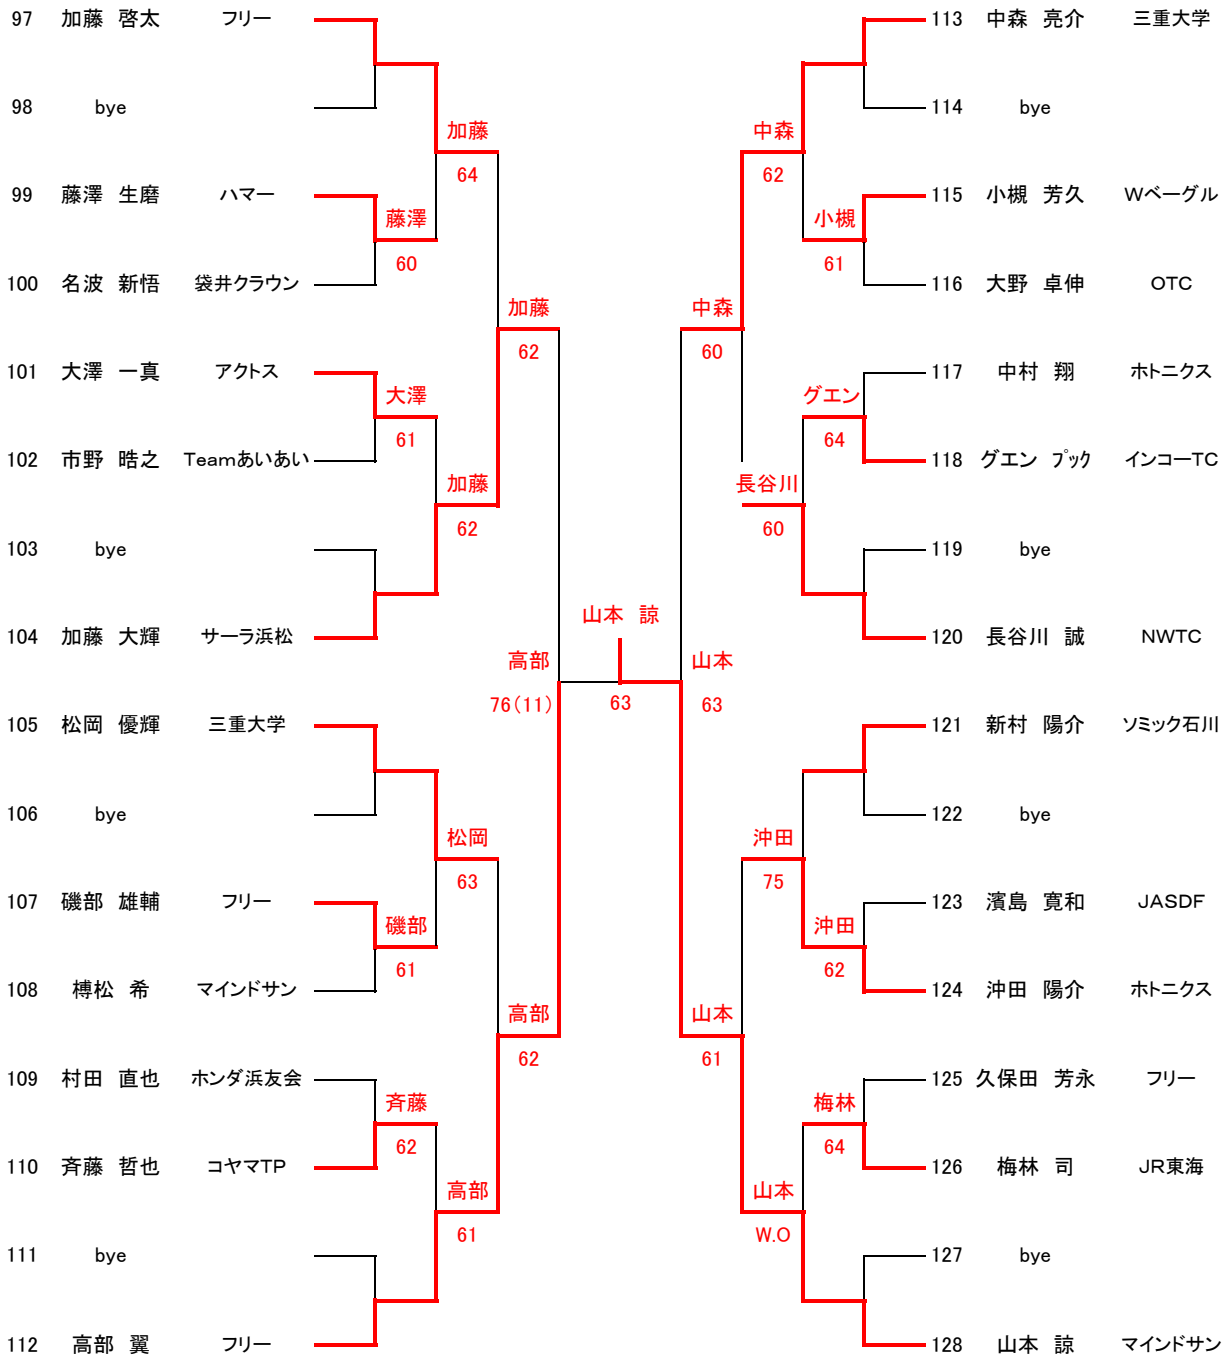 97 加藤 啓太 フリー
113 中森 亮介 三重大学
98 bye
114 bye
加藤
中森
64
62
99 藤澤 生磨 ハマー
115 小槻 芳久 Wベーグル
藤澤
小槻
60
61
100 名波 新悟 袋井クラウン
116 大野 卓伸 OTC
加藤
中森
62
60
101 大澤 一真 アクトス
117 中村 翔 ホトニクス
大澤
グエン
61
64
102 市野 晧之 Teamあいあい
118 グエン プック インコーTC
加藤
長谷川
62
60
103 bye
119 bye
山本 諒
104 加藤 大輝 サーラ浜松
120 長谷川 誠 NWTC
高部
山本
76(11)
63
63
105 松岡 優輝 三重大学
121 新村 陽介 ソミック石川
106 bye
122 bye
松岡
沖田
63
75
107 磯部 雄輔 フリー
123 濱島 寛和 JASDF
磯部
沖田
61
62
108 榑松 希 マインドサン
124 沖田 陽介 ホトニクス
高部
山本
62
61
109 村田 直也 ホンダ浜友会
125 久保田 芳永 フリー
斉藤
梅林
62
64
110 斉藤 哲也 コヤマTP
126 梅林 司 JR東海
高部
山本
61
W.O
111 bye
127 bye
112 高部 翼 フリー
128 山本 諒 マインドサン